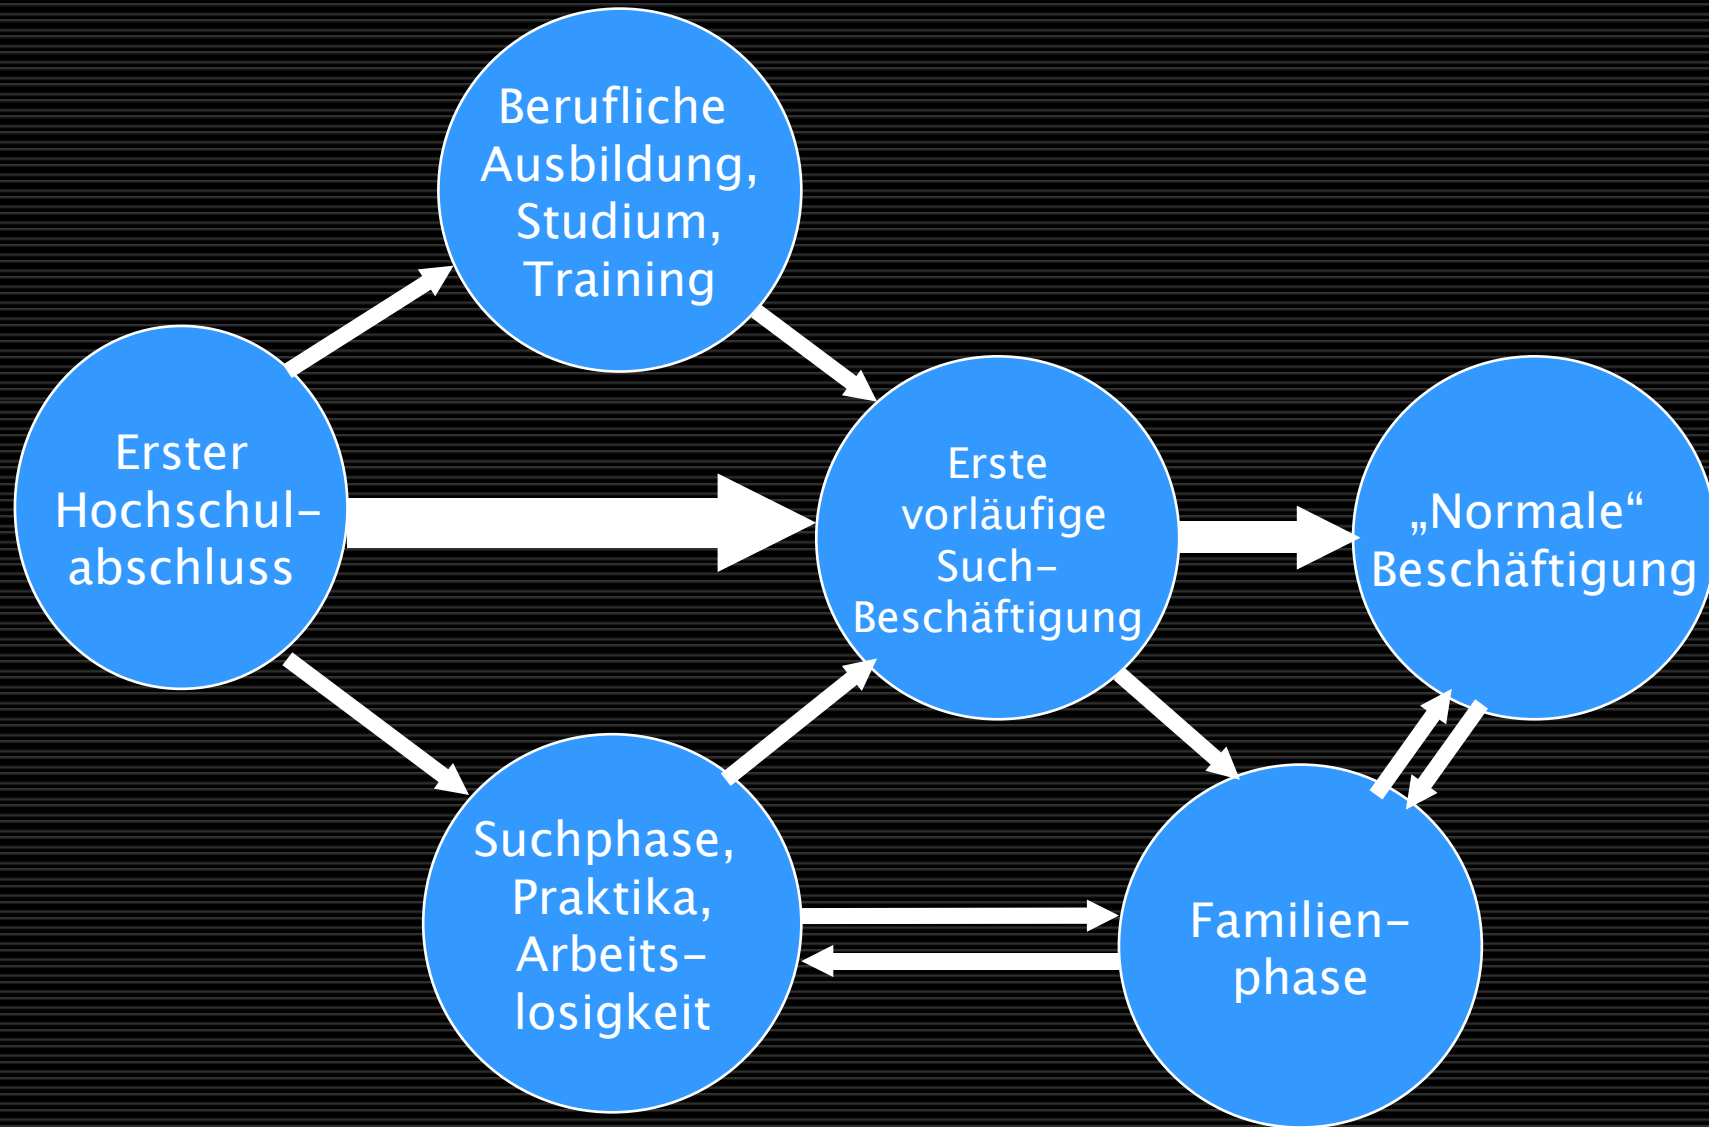 Berufliche
Ausbildung,
Studium,
Training
Erster
Hochschul-
abschluss
Erste
vorläufige
Such-
Beschäftigung
„Normale“
Beschäftigung
Suchphase,
Praktika,
Arbeits-
losigkeit
Familien-
phase